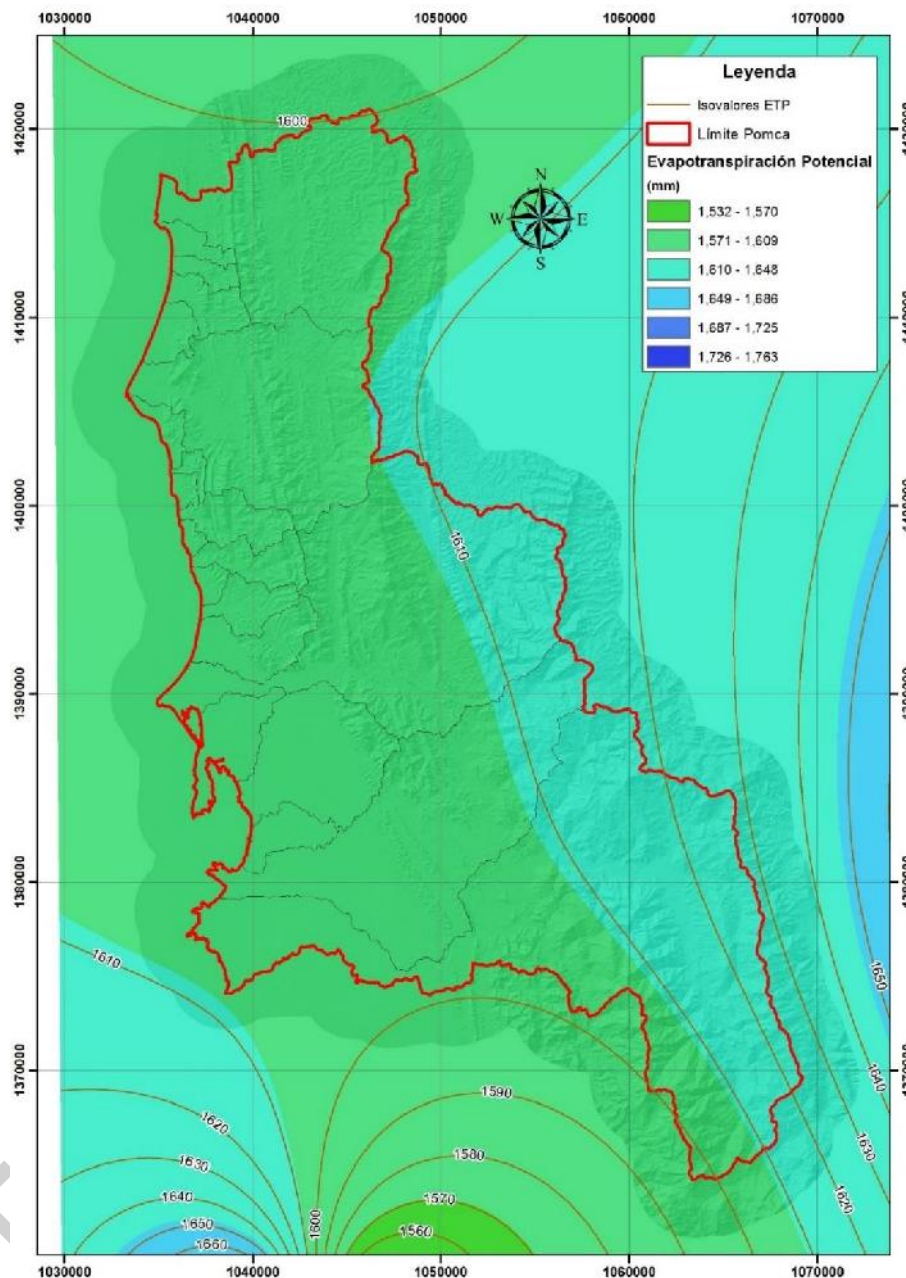 1030000 1040000 1050000 1060000 1070000
Leyenda
Isovalores ETP
Límite Pomca
Evapotranspiración Potencial
(mm)
1,532 - 1,570
1,571 - 1,609
1,610 - 1,648
1,649 - 1,686
1,687 - 1,725
1,726 - 1,763
N
W E
S
1420000
1600
1410000
1400000
1610
1390000
1380000
1610
1650
1370000
1590
1640
1620
1580
1630
1630
1570
1620
1640
1600
1650
1560
1660
1030000 1040000 1050000 1060000 1070000